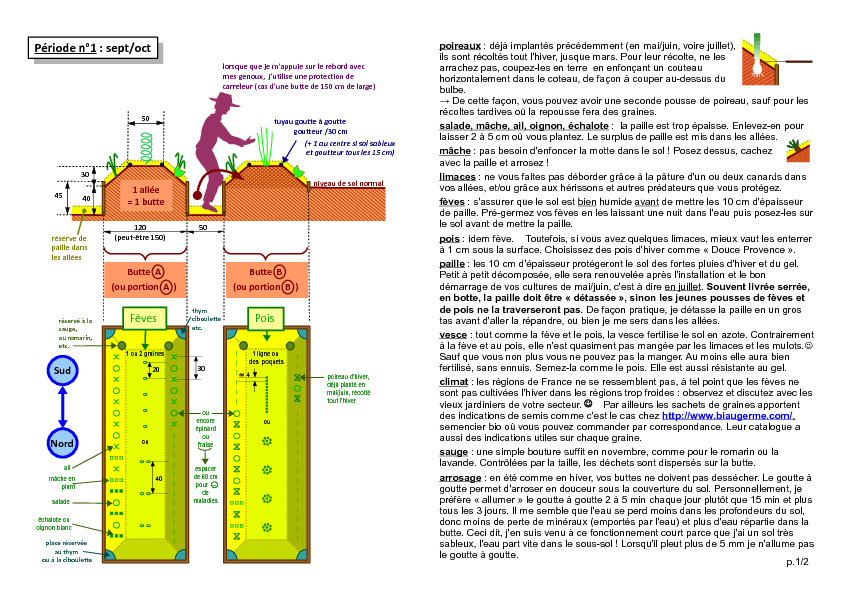 Période n°1 : sept/oct
lorsque que je m'appuie sur le rebord avec
mes genoux, j'utilise une protection de
carreleur (cas d'une butte de 150 cm de large)
50
tuyau goutte à goutte
goutteur /30 cm
(+ 1 au centre si sol sableux
et goutteur tous les 15 cm)
30
45
40
1 allée
= 1 butte
niveau de sol normal
120
(peut-être 150)
50
réserve de
paille dans
les allées
Butte A
(ou portion A)
Butte B
(ou portion B)
réservé à la
sauge,
au romarin,
etc.
Fèves
thym
/ciboulette
etc.
Pois
1 ou 2 graines
20
30
1 ligne ou
des poquets
≅ 4
poireau d'hiver,
déjà planté en
mai/juin, récolté
tout l'hiver
Sud
Nord
ou
ou
encore
épinard
ou
fraise
espacer
de 60 cm
pour
de
maladies
ou
ail
mâche en
plant
40
salade
échalote ou
oignon blanc
place réservée
au thym
ou à la ciboulette
poireaux : déjà implantés précédemment (en mai/juin, voire juillet),
ils sont récoltés tout l'hiver, jusque mars. Pour leur récolte, ne les
arrachez pas, coupez-les en terre en enfonçant un couteau
horizontalement dans le coteau, de façon à couper au-dessus du
bulbe.
→ De cette façon, vous pouvez avoir une seconde pousse de poireau, sauf pour les
récoltes tardives où la repousse fera des graines.
salade, mâche, ail, oignon, échalote : la paille est trop épaisse. Enlevez-en pour
laisser 2 à 5 cm où vous plantez. Le surplus de paille est mis dans les allées.
mâche : pas besoin d'enfoncer la motte dans le sol ! Posez dessus, cachez
avec la paille et arrosez !
limaces : ne vous faites pas déborder grâce à la pâture d'un ou deux canards dans
vos allées, et/ou grâce aux hérissons et autres prédateurs que vous protégez.
fèves : s'assurer que le sol est bien humide avant de mettre les 10 cm d'épaisseur
de paille. Pré-germez vos fèves en les laissant une nuit dans l'eau puis posez-les sur
le sol avant de mettre la paille.
pois : idem fève. Toutefois, si vous avez quelques limaces, mieux vaut les enterrer
à 1 cm sous la surface. Choisissez des pois d'hiver comme « Douce Provence ».
paille : les 10 cm d'épaisseur protégeront le sol des fortes pluies d'hiver et du gel.
Petit à petit décomposée, elle sera renouvelée après l'installation et le bon
démarrage de vos cultures de mai/juin, c'est à dire en juillet. Souvent livrée serrée,
en botte, la paille doit être « détassée », sinon les jeunes pousses de fèves et
de pois ne la traverseront pas. De façon pratique, je détasse la paille en un gros
tas avant d'aller la répandre, ou bien je me sers dans les allées.
vesce : tout comme la fève et le pois, la vesce fertilise le sol en azote. Contrairement
à la fève et au pois, elle n'est quasiment pas mangée par les limaces et les mulots.☺
Sauf que vous non plus vous ne pouvez pas la manger. Au moins elle aura bien
fertilisé, sans ennuis. Semez-la comme le pois. Elle est aussi résistante au gel.
climat : les régions de France ne se ressemblent pas, à tel point que les fèves ne
sont pas cultivées l'hiver dans les régions trop froides : observez et discutez avec les
vieux jardiniers de votre secteur.☺ Par ailleurs les sachets de graines apportent
des indications de semis comme c'est le cas chez http://www.biaugerme.com/,
semencier bio où vous pouvez commander par correspondance. Leur catalogue a
aussi des indications utiles sur chaque graine.
sauge : une simple bouture suffit en novembre, comme pour le romarin ou la
lavande. Contrôlées par la taille, les déchets sont dispersés sur la butte.
arrosage : en été comme en hiver, vos buttes ne doivent pas dessécher. Le goutte à
goutte permet d'arroser en douceur sous la couverture du sol. Personnellement, je
préfère « allumer » le goutte à goutte 2 à 5 min chaque jour plutôt que 15 min et plus
tous les 3 jours. Il me semble que l'eau se perd moins dans les profondeurs du sol,
donc moins de perte de minéraux (emportés par l'eau) et plus d'eau répartie dans la
butte. Ceci dit, j'en suis venu à ce fonctionnement court parce que j'ai un sol très
sableux, l'eau part vite dans le sous-sol ! Lorsqu'il pleut plus de 5 mm je n'allume pas
le goutte à goutte.
p.1/2